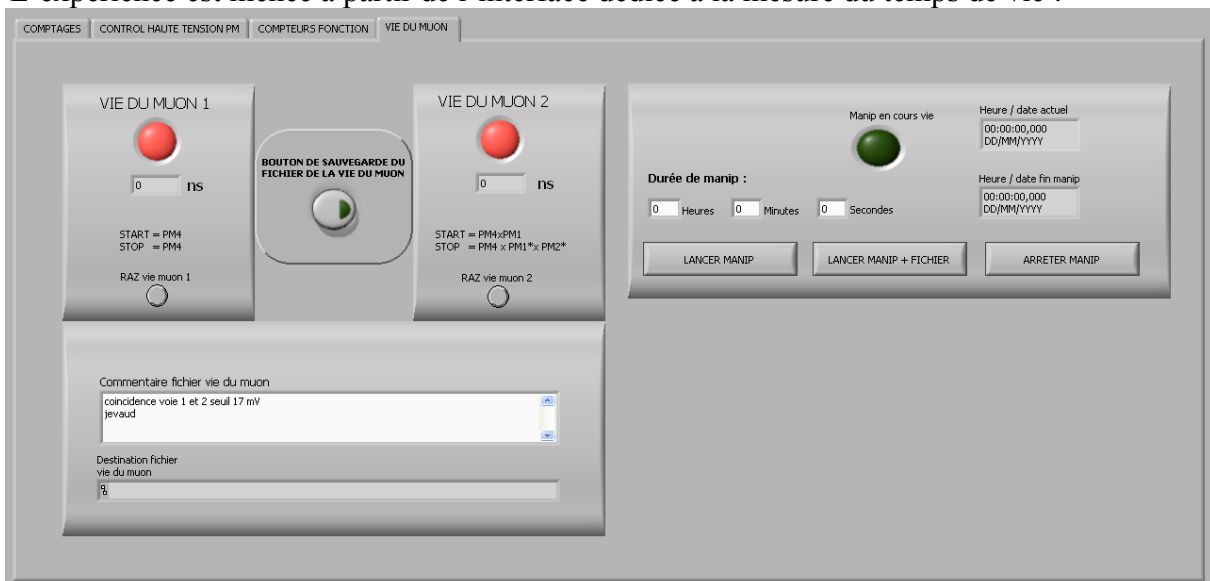 L'expérience est menée à partir de l'interface dédiée à la mesure du temps de vie :
COMPTAGES
CONTROL HAUTE TENSION PM
COMPTEURS FONCTION
VIE DU MUON
VIE DU MUON 1
0 ns
START = PM4
STOP = PM4
RAZ vie muon 1
BOUTON DE SAUVEGARDE DU
FICHIER DE LA VIE DU MUON
VIE DU MUON 2
0 ns
START = PM4xPM1
STOP = PM4 x PM1*x PM2*
RAZ vie muon 2
Manip en cours vie
Heure / date actuel
00:00:00,000
DD/MM/YYYY
Durée de manip :
0 Heures 0 Minutes 0 Secondes
Heure / date fin manip
00:00:00,000
DD/MM/YYYY
LANCER MANIP
LANCER MANIP + FICHIER
ARRETER MANIP
Commentaire fichier vie du muon
coincidence voie 1 et 2 seuil 17 mV
jevaud
Destination fichier
vie du muon